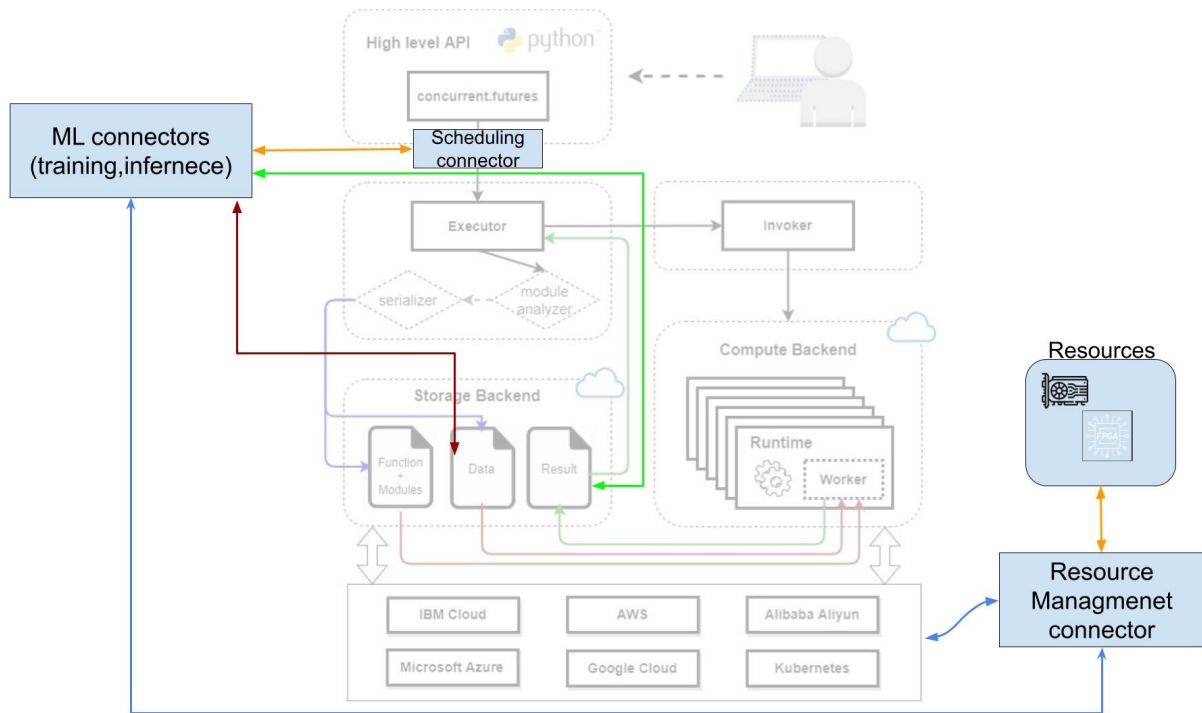 High level API
python
concurrent.futures
ML connectors
(training,infernece)
Scheduling
connector
Executor
Invoker
serializer
module
analyzer
Compute Backend
Resources
Storage Backend
FPGA
Runtime
Function
+
Modules
Data
Result
Worker
IBM Cloud
AWS
Alibaba Aliyun
Resource
Managmenet
connector
Microsoft Azure
Google Cloud
Kubernetes